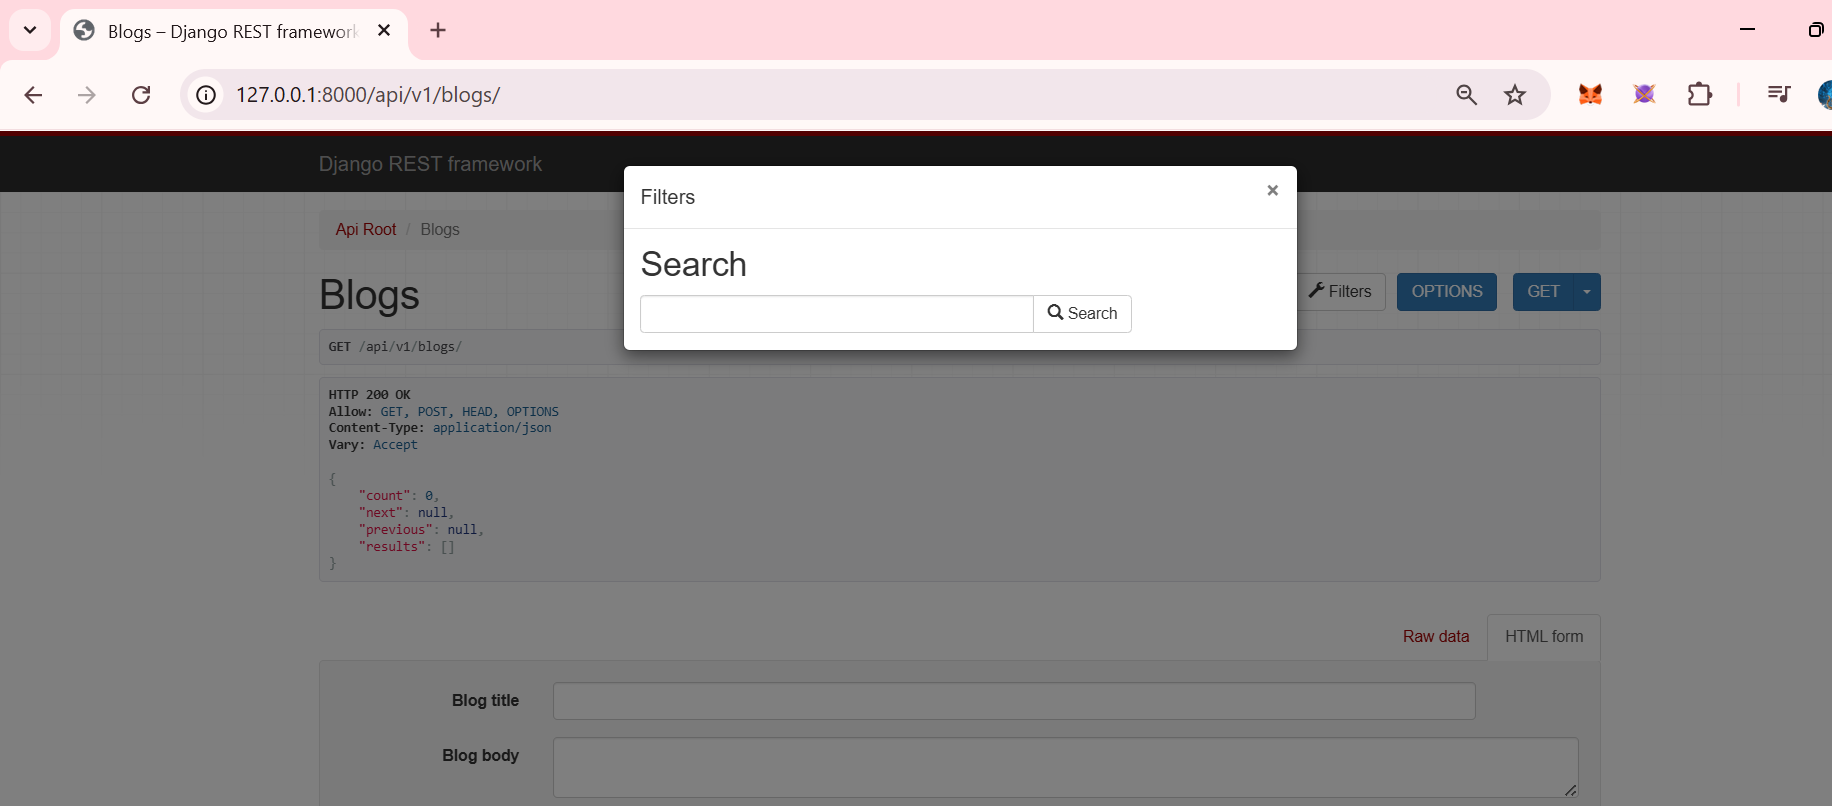 Blogs – Django REST framework
127.0.0.1:8000/api/v1/blogs/
Django REST framework
Filters
Api Root / Blogs
Search
Blogs
Search
Filters
OPTIONS
GET
GET /api/v1/blogs/
HTTP 200 OK
Allow: GET, POST, HEAD, OPTIONS
Content-Type: application/json
Vary: Accept
{
"count": 0,
"next": null,
"previous": null,
"results": []
}
Raw data
HTML form
Blog title
Blog body